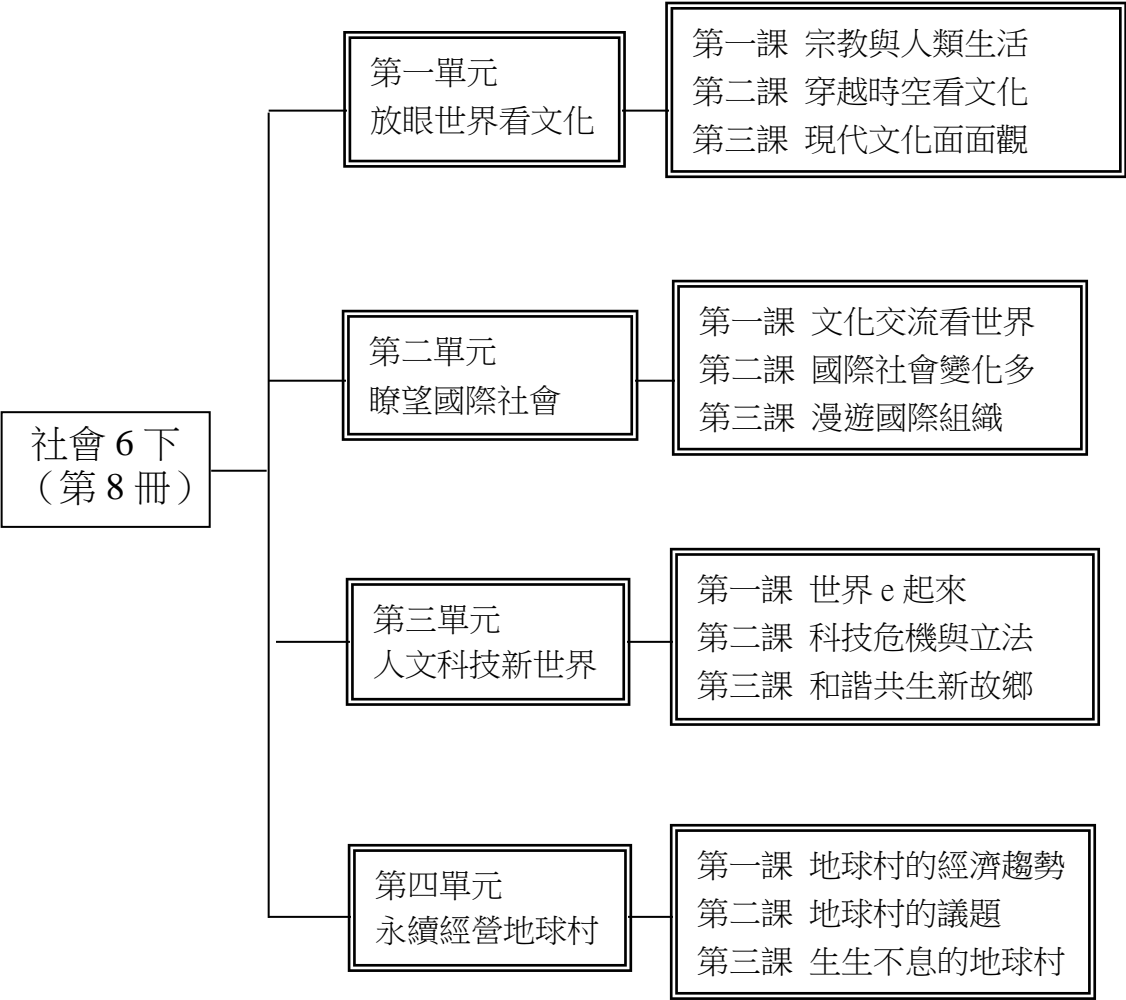 社會 6 下
（第 8 冊）
第一單元
放眼世界看文化
第一課 宗教與人類生活
第二課 穿越時空看文化
第三課 現代文化面面觀
第二單元
瞭望國際社會
第一課 文化交流看世界
第二課 國際社會變化多
第三課 漫遊國際組織
第三單元
人文科技新世界
第一課 世界 e 起來
第二課 科技危機與立法
第三課 和諧共生新故鄉
第四單元
永續經營地球村
第一課 地球村的經濟趨勢
第二課 地球村的議題
第三課 生生不息的地球村